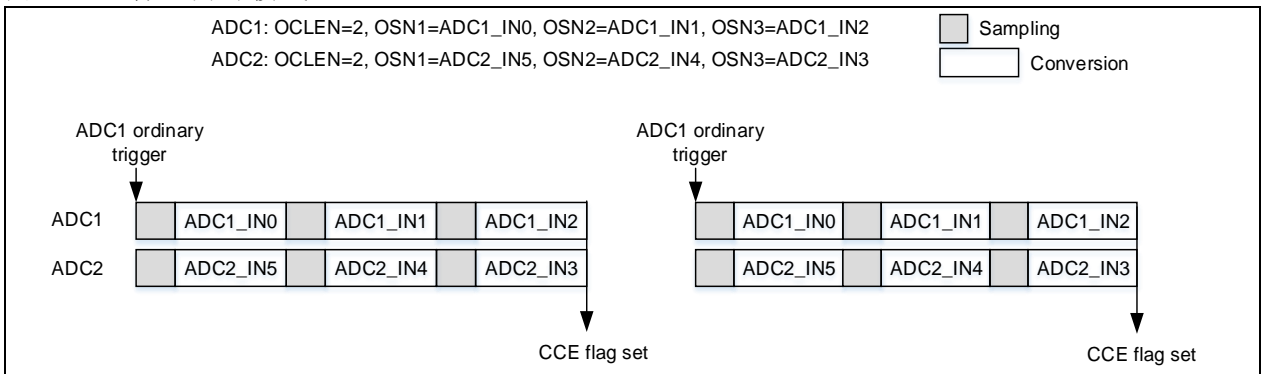 ADC1: OCLEN=2, OSN1=ADC1_IN0, OSN2=ADC1_IN1, OSN3=ADC1_IN2
ADC2: OCLEN=2, OSN1=ADC2_IN5, OSN2=ADC2_IN4, OSN3=ADC2_IN3
Sampling
Conversion
ADC1 ordinary
trigger
ADC1 ordinary
trigger
ADC1 ADC1_IN0 ADC1_IN1 ADC1_IN2 ADC1_IN0 ADC1_IN1 ADC1_IN2
ADC2 ADC2_IN5 ADC2_IN4 ADC2_IN3 ADC2_IN5 ADC2_IN4 ADC2_IN3
CCE flag set
CCE flag set